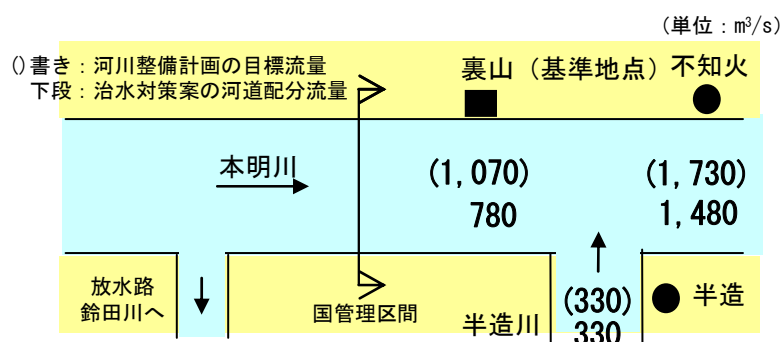 (単位：m³/s)
()書き：河川整備計画の目標流量
下段：治水対策案の河道配分流量
裏山（基準地点）
不知火
本明川
(1,070)
780
(1,730)
1,480
放水路
鈴田川へ
国管理区間
半造川
(330)
330
半造